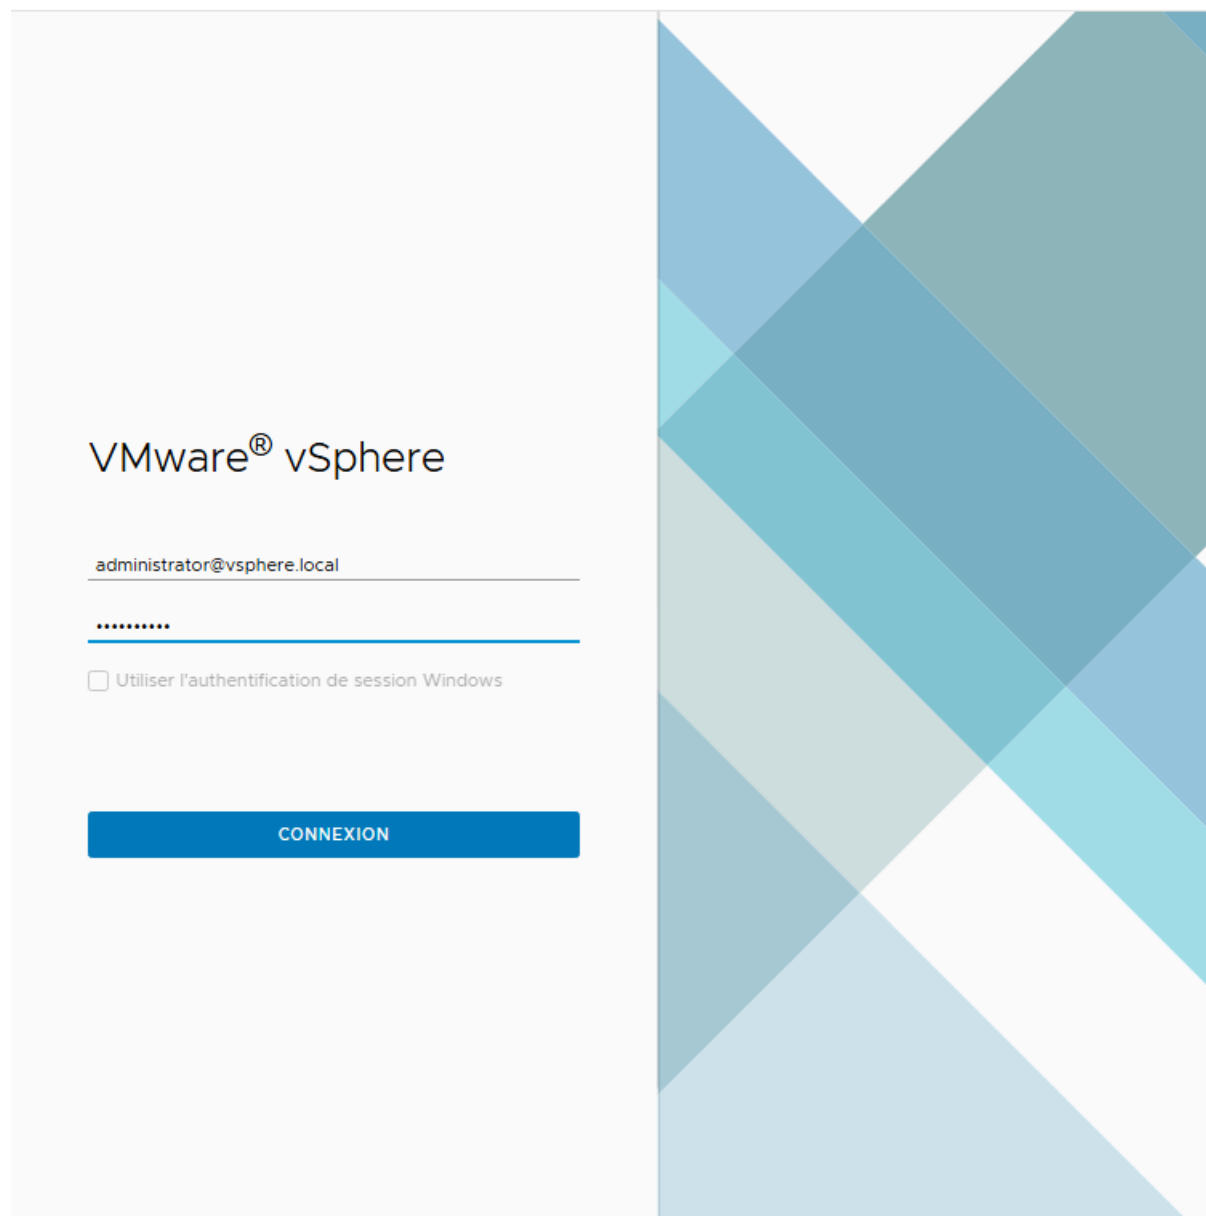 VMware® vSphere
administrator@vsphere.local
••••••••••
Utiliser l'authentification de session Windows
CONNEXION